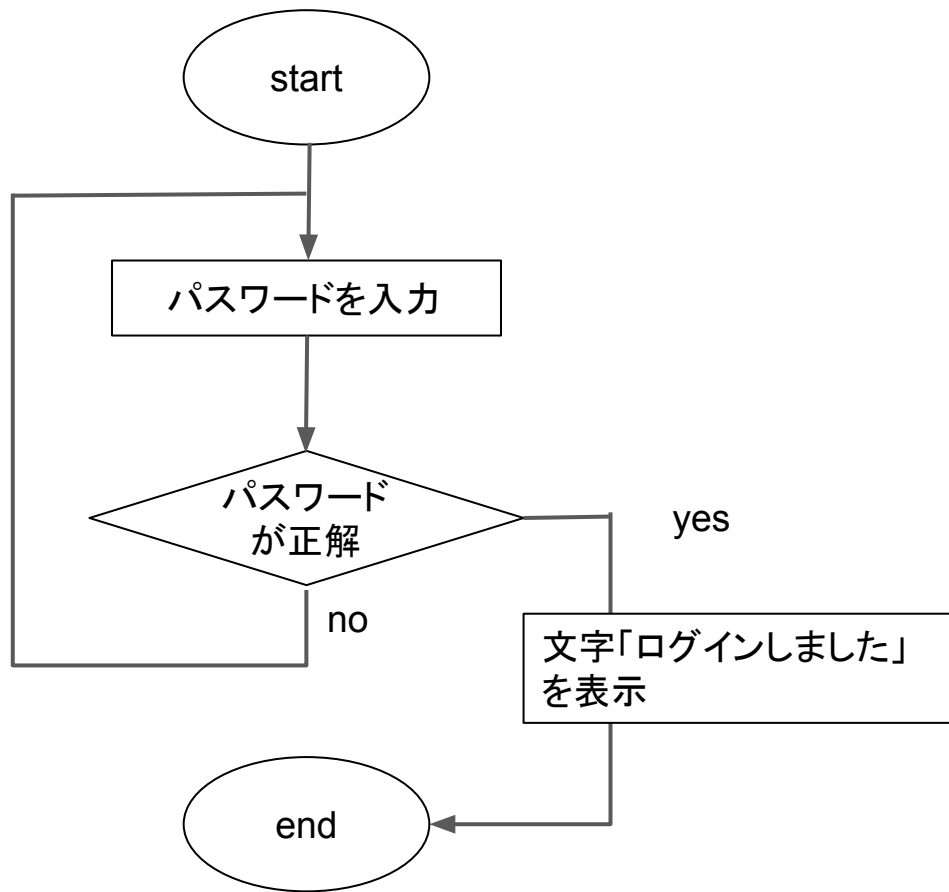 start
パスワードを入力
パスワード
が正解
yes
no
文字「ログインしました」
を表示
end